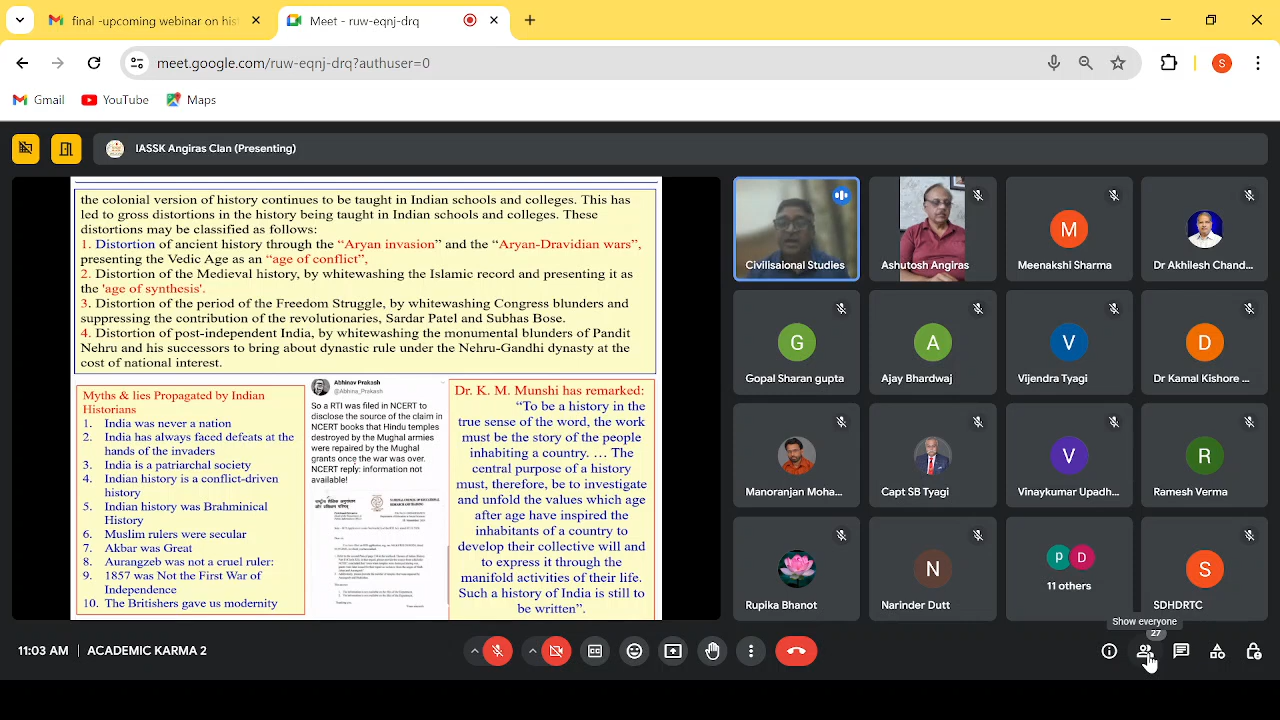 final -upcoming webinar on his
Meet - ruw-eqnj-drq
meet.google.com/ruw-eqnj-drq?authuser=0
S
Gmail
YouTube
Maps
IASSK Angiras Clan (Presenting)
the colonial version of history continues to be taught in Indian schools and colleges. This has
led to gross distortions in the history being taught in Indian schools and colleges. These
distortions may be classified as follows:
1. Distortion of ancient history through the “Aryan invasion” and the “Aryan-Dravidian wars”,
presenting the Vedic Age as an “age of conflict”,
2. Distortion of the Medieval history, by whitewashing the Islamic record and presenting it as
the 'age of synthesis'.
3. Distortion of the period of the Freedom Struggle, by whitewashing Congress blunders and
suppressing the contribution of the revolutionaries, Sardar Patel and Subhas Bose.
4. Distortion of post-independent India, by whitewashing the monumental blunders of Pandit
Nehru and his successors to bring about dynastic rule under the Nehru-Gandhi dynasty at the
cost of national interest.
Myths & lies Propagated by Indian
Historians
1. India was never a nation
2. India has always faced defeats at the
hands of the invaders
3. India is a patriarchal society
4. Indian history is a conflict-driven
history
5. Indian history was Brahminical
History
6. Muslim rulers were secular
7. Akbar was Great
Aurangzeb was not a cruel ruler:
1857 was Not the First War of
Independence
10. The Britishers gave us modernity
Abhinav Prakash
@Abhina_Prakash
So a RTI was filed in NCERT to
disclose the source of the claim in
NCERT books that Hindu temples
destroyed by the Mughal armies
were repaired by the Mughal
grants once the war was over.
NCERT reply: information not
available!
Dr. K. M. Munshi has remarked:
“To be a history in the
true sense of the word, the work
must be the story of the people
inhabiting a country. … The
central purpose of a history
must, therefore, be to investigate
and unfold the values which age
after age have inspired the
inhabitants of a country to
develop their collective will and
to express it through the
manifold activities of their life.
Such a history of India is still to
be written”.
Civilisalonal Studies
Ashutosh Angiras
M
Meenakshi Sharma
Dr Akhilesh Chand...
G
Gopal Sharan Gupta
A
Ajay Bhardwaj
V
Vijendra Tyagi
D
Dr Kamal Kishore ...
V
R
N
Narinder Dutt
11 others
S
SDHDRTC
Show everyone
27
11:03 AM
ACADEMIC KARMA 2